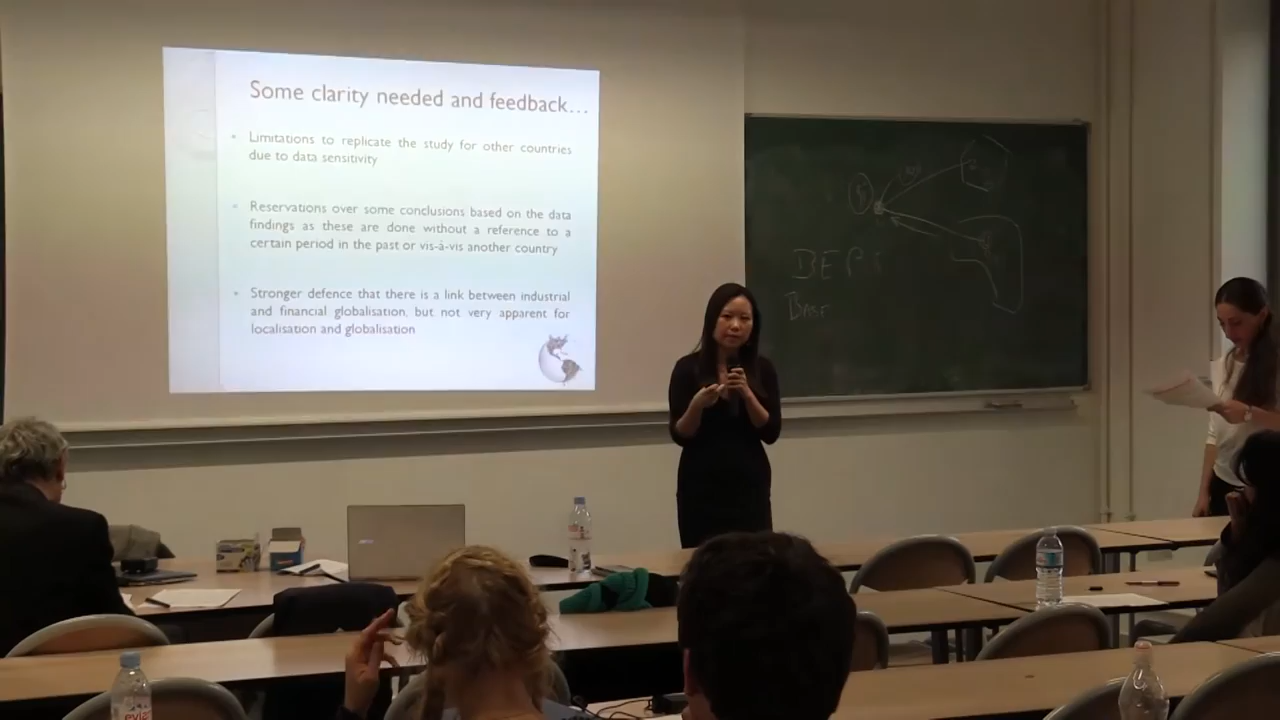 Some clarity needed and feedback...
Limitations to replicate the study for other countries
due to data sensitivity
Reservations over some conclusions based on the data
findings as these are done without a reference to a
certain period in the past or vis-à-vis another country
Stronger defence that there is a link between industrial
and financial globalisation, but not very apparent for
localisation and globalisation
BEPS
BASE
evian